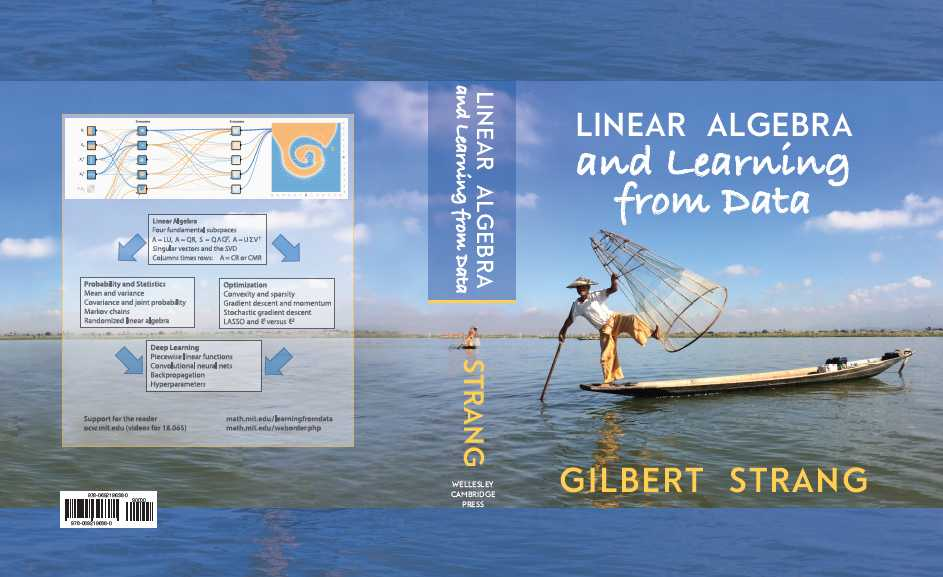 Linear Algebra
Four fundamental subspaces
A = LU, A = QR, S = QΛQᵀ, A = UΣVᵀ
Singular vectors and the SVD
Columns times rows: A = CR or CMR
Probability and Statistics
Mean and variance
Covariance and joint probability
Markov chains
Randomized linear algebra
Optimization
Convexity and sparsity
Gradient descent and momentum
Stochastic gradient descent
LASSO and ℓ¹ versus ℓ²
Deep Learning
Piecewise linear functions
Convolutional neural nets
Backpropagation
Hyperparameters
Support for the reader
ocw.mit.edu (videos for 18.065)
math.mit.edu/learningfromdata
math.mit.edu/weborder.php
90000
LINEAR ALGEBRA
and Learning from Data
STRANG
WELLESLEY
CAMBRIDGE
PRESS
LINEAR ALGEBRA
and Learning
from Data
GILBERT STRANG